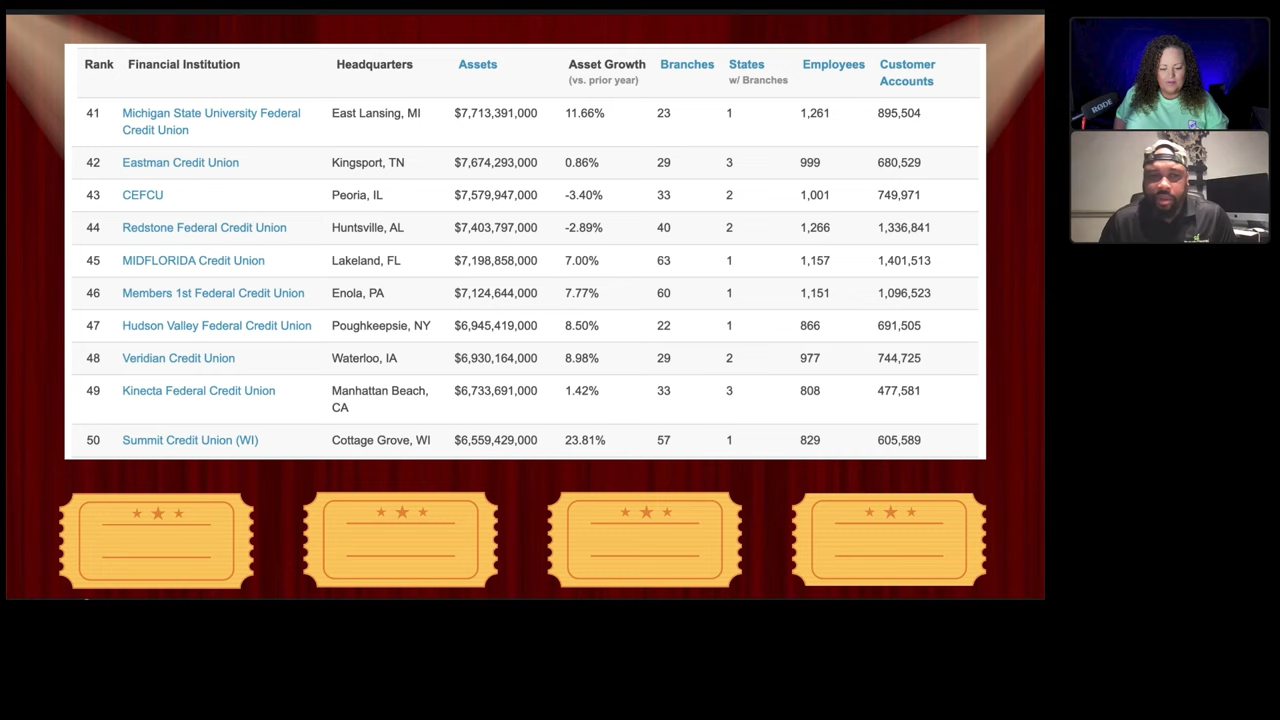 Rank Financial Institution Headquarters Assets Asset Growth Branches States Employees Customer
(vs. prior year) w/ Branches Accounts
41 Michigan State University Federal East Lansing, MI $7,713,391,000 11.66% 23 1 1,261 895,504
Credit Union
42 Eastman Credit Union Kingsport, TN $7,674,293,000 0.86% 29 3 999 680,529
43 CEFCU Peoria, IL $7,579,947,000 -3.40% 33 2 1,001 749,971
44 Redstone Federal Credit Union Huntsville, AL $7,403,797,000 -2.89% 40 2 1,266 1,336,841
45 MIDFLORIDA Credit Union Lakeland, FL $7,198,858,000 7.00% 63 1 1,157 1,401,513
46 Members 1st Federal Credit Union Enola, PA $7,124,644,000 7.77% 60 1 1,151 1,096,523
47 Hudson Valley Federal Credit Union Poughkeepsie, NY $6,945,419,000 8.50% 22 1 866 691,505
48 Veridian Credit Union Waterloo, IA $6,930,164,000 8.98% 29 2 977 744,725
49 Kinecta Federal Credit Union Manhattan Beach, $6,733,691,000 1.42% 33 3 808 477,581
CA
50 Summit Credit Union (WI) Cottage Grove, WI $6,559,429,000 23.81% 57 1 829 605,589
RODE